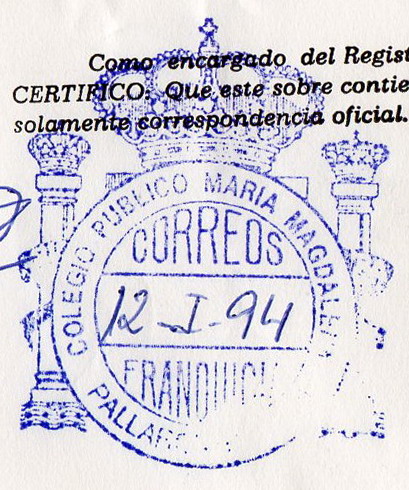 Como encargado del Regist
CERTIFICO: Que este sobre contie
solamente correspondencia oficial.
COLEGIO PUBLICO MARIA MAGDALE
CORREOS
12-I-94
FRANQUICI
PALLAR